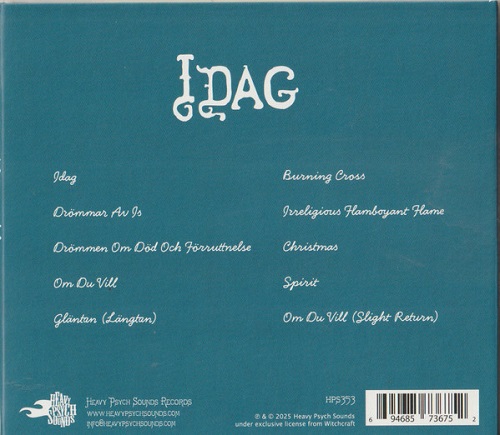 Idag
Idag
Drömmar Av Is
Drömmen Om Död Och Förruttnelse
Om Du Vill
Gläntan (Längtan)
Burning Cross
Irreligious Flamboyant Flame
Christmas
Spirit
Om Du Vill (Slight Return)
HEAVY
PSYCH
SOUNDS
Heavy Psych Sounds Records
www.heavypsychsounds.com
info@heavypsychsounds.com
HPS353
℗ & © 2025 Heavy Psych Sounds
under exclusive license from Witchcraft
6 94685 73675 2